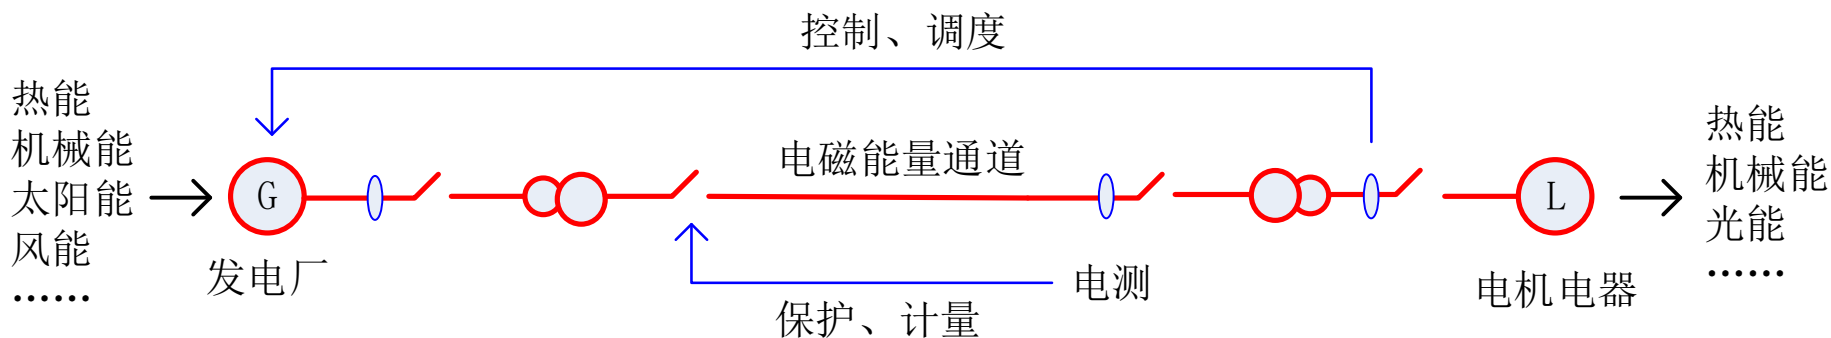 控制、调度
热能
机械能
太阳能
风能
……
G
发电厂
电磁能量通道
保护、计量
电测
L
电机电器
热能
机械能
光能
……